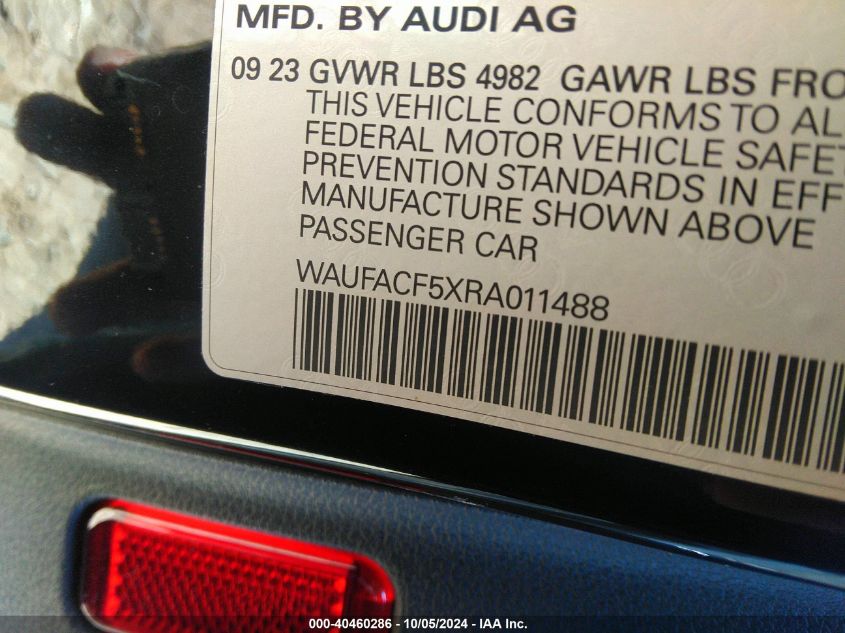 MFD. BY AUDI AG
09 23 GVWR LBS 4982 GAWR LBS FRO
THIS VEHICLE CONFORMS TO AL
FEDERAL MOTOR VEHICLE SAFET
PREVENTION STANDARDS IN EFF
MANUFACTURE SHOWN ABOVE
PASSENGER CAR
WAUFACF5XRA011488
000-40460286 - 10/05/2024 - IAA Inc.